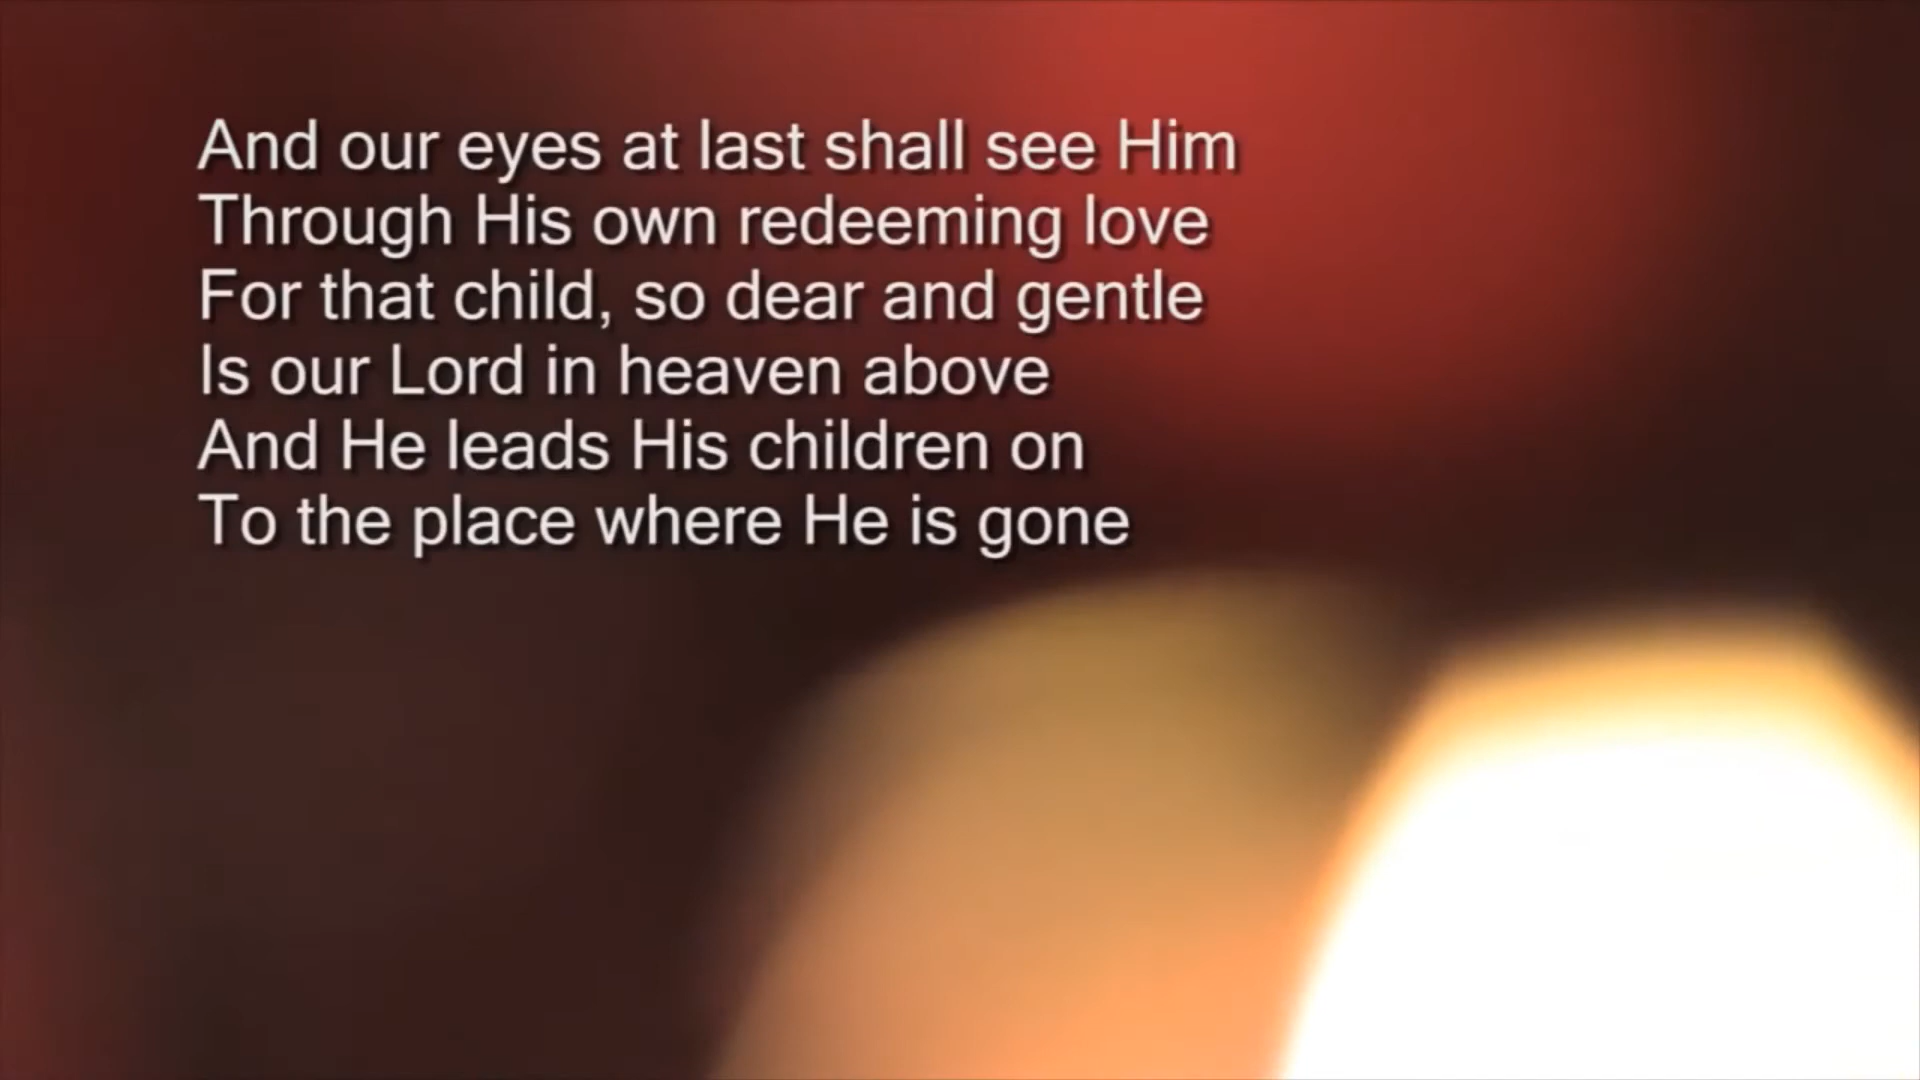 And our eyes at last shall see Him
Through His own redeeming love
For that child, so dear and gentle
Is our Lord in heaven above
And He leads His children on
To the place where He is gone